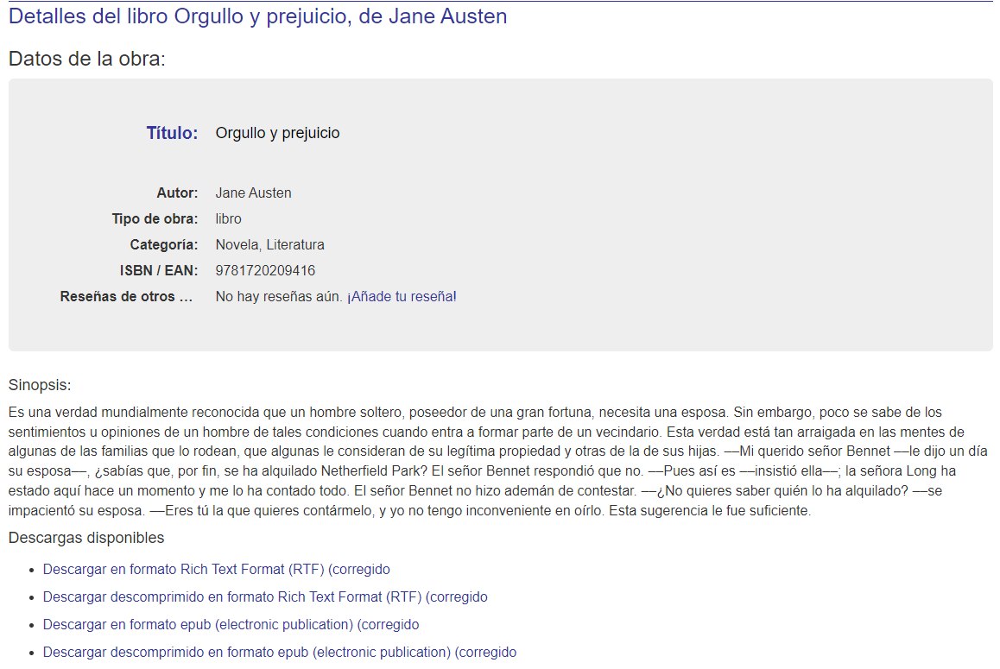 Detalles del libro Orgullo y prejuicio, de Jane Austen
Datos de la obra:
Título: Orgullo y prejuicio
Autor: Jane Austen
Tipo de obra: libro
Categoría: Novela, Literatura
ISBN / EAN: 9781720209416
Reseñas de otros ... No hay reseñas aún. ¡Añade tu reseña!
Sinopsis:
Es una verdad mundialmente reconocida que un hombre soltero, poseedor de una gran fortuna, necesita una esposa. Sin embargo, poco se sabe de los
sentimientos u opiniones de un hombre de tales condiciones cuando entra a formar parte de un vecindario. Esta verdad está tan arraigada en las mentes de
algunas de las familias que lo rodean, que algunas le consideran de su legítima propiedad y otras de la de sus hijas. —Mi querido señor Bennet —le dijo un día
su esposa—, ¿sabías que, por fin, se ha alquilado Netherfield Park? El señor Bennet respondió que no. —Pues así es —insistió ella—; la señora Long ha
estado aquí hace un momento y me lo ha contado todo. El señor Bennet no hizo ademán de contestar. —¿No quieres saber quién lo ha alquilado? —se
impacientó su esposa. —Eres tú la que quieres contármelo, y yo no tengo inconveniente en oírlo. Esta sugerencia le fue suficiente.
Descargas disponibles
• Descargar en formato Rich Text Format (RTF) (corregido
• Descargar descomprimido en formato Rich Text Format (RTF) (corregido
• Descargar en formato epub (electronic publication) (corregido
• Descargar descomprimido en formato epub (electronic publication) (corregido